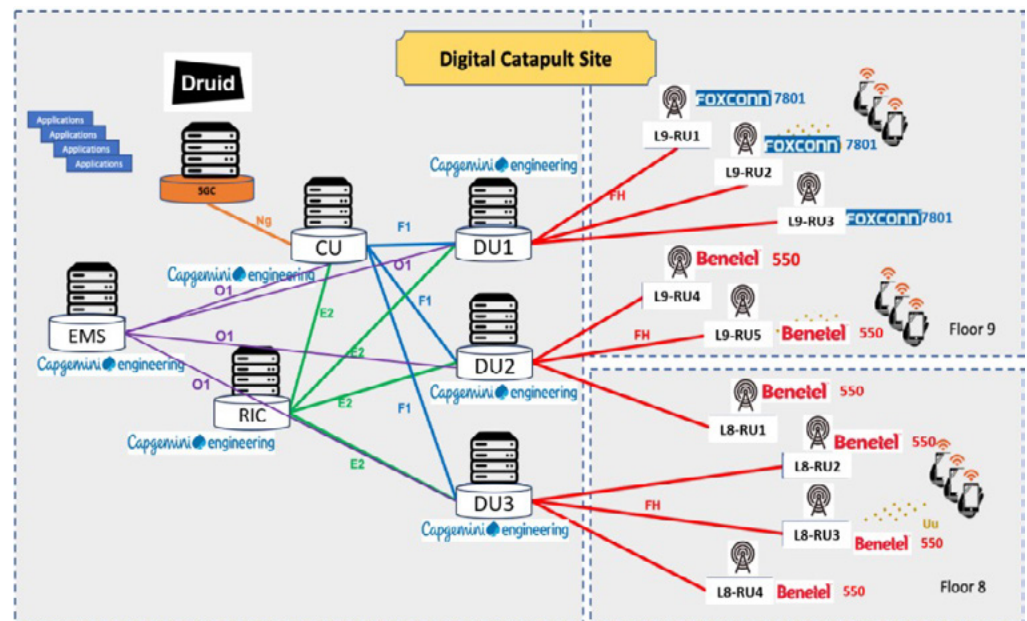 Digital Catapult Site
Druid
Applications
Applications
Applications
Applications
5GC
Ng
CU
Capgemini engineering
Capgemini engineering
DU1
F1
O1
O1
F1
E2
EMS
Capgemini engineering
O1
O1
RIC
Capgemini engineering
E2
E2
F1
E2
DU2
Capgemini engineering
DU3
Capgemini engineering
FH
L9-RU1
FOXCONN 7801
L9-RU2
FOXCONN 7801
L9-RU3
FOXCONN 7801
L9-RU4
Benetel 550
FH
L9-RU5
Benetel 550
Floor 9
L8-RU1
Benetel 550
L8-RU2
Benetel 550
FH
L8-RU3
Benetel 550
Uu
L8-RU4
Benetel 550
Floor 8